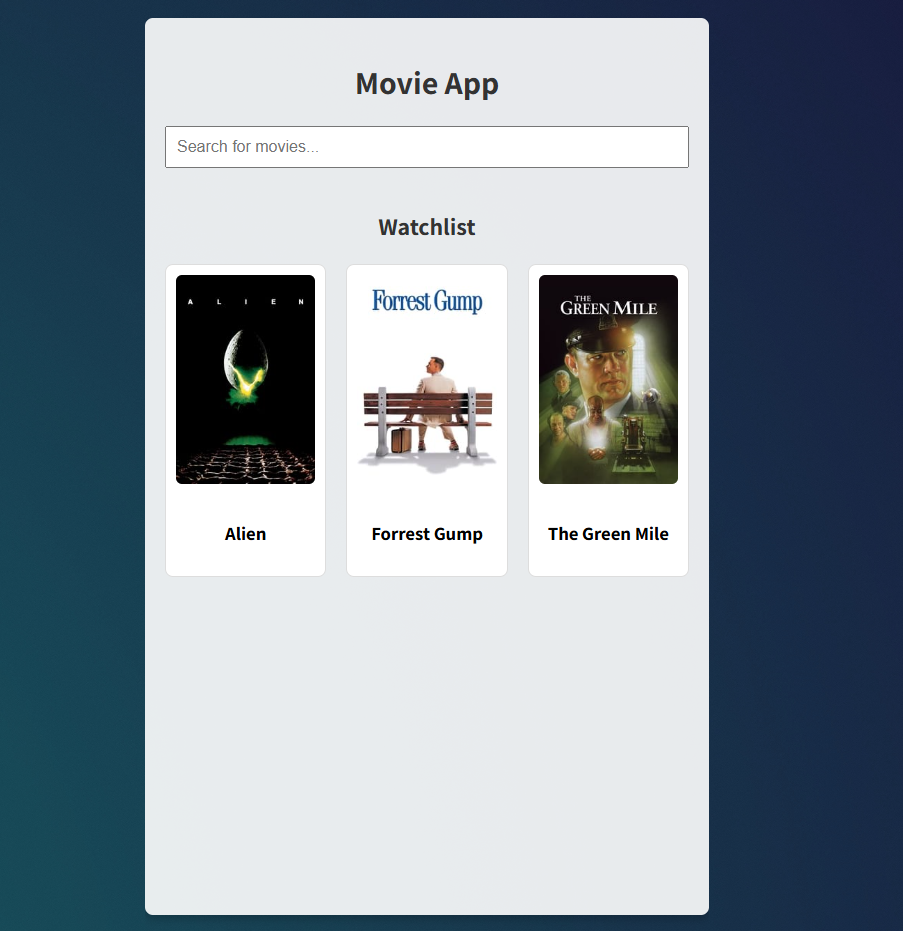 Movie App
Search for movies...
Watchlist
A L I E N
Forrest Gump
THE
GREEN MILE
Alien
Forrest Gump
The Green Mile